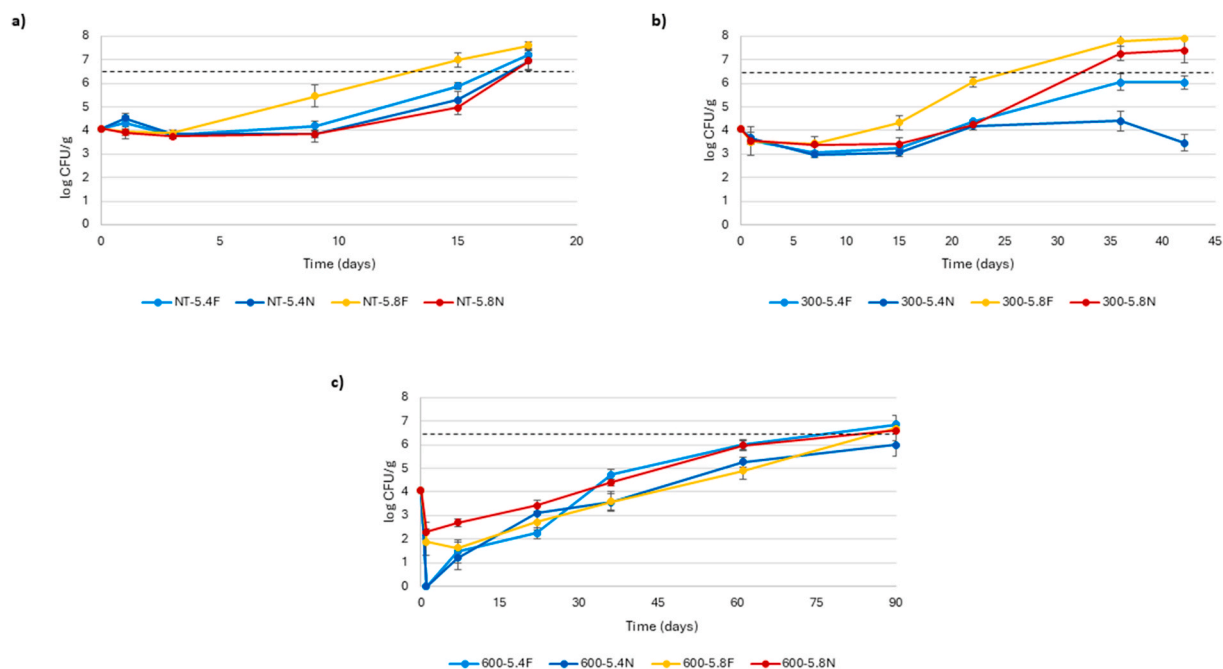 a)
8
7
6
5
4
3
2
1
0
log CFU/g
0 5 10 15 20
Time (days)
NT-5.4F NT-5.4N NT-5.8F NT-5.8N
b)
8
7
6
5
4
3
2
1
0
log CFU/g
0 5 10 15 20 25 30 35 40 45
Time (days)
300-5.4F 300-5.4N 300-5.8F 300-5.8N
c)
8
7
6
5
4
3
2
1
0
log CFU/g
0 15 30 45 60 75 90
Time (days)
600-5.4F 600-5.4N 600-5.8F 600-5.8N